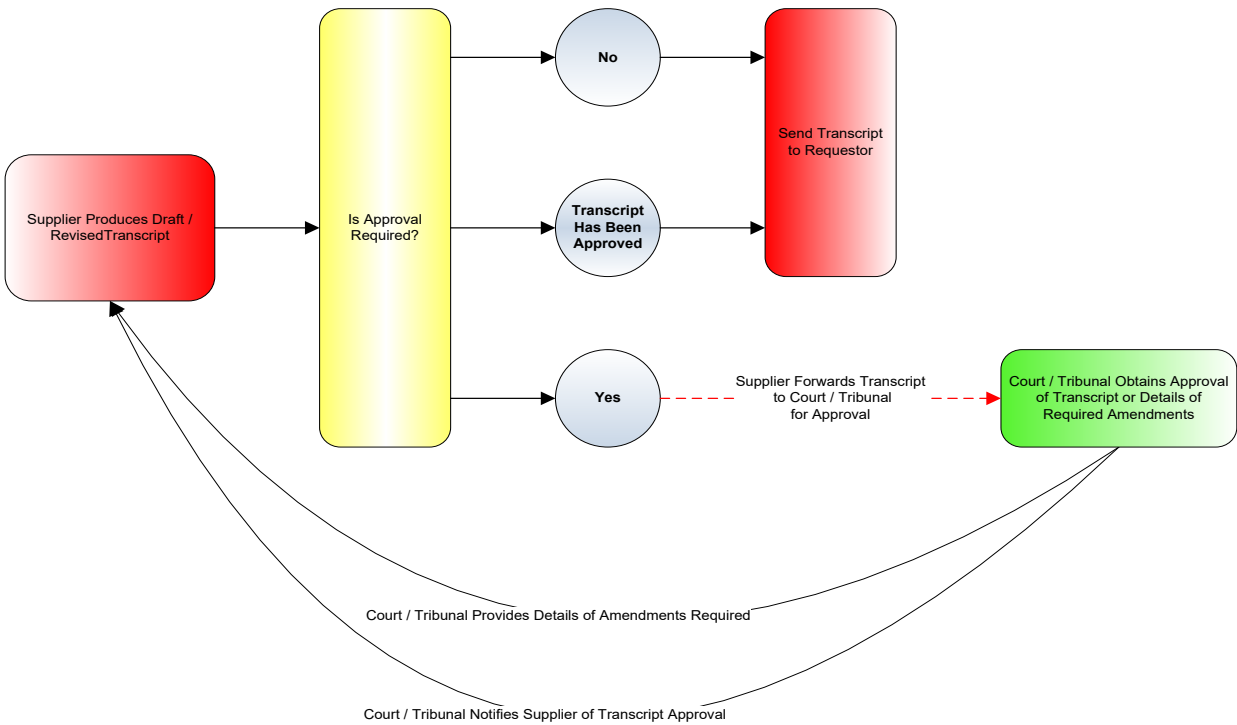 No
Send Transcript
to Requestor
Supplier Produces Draft /
RevisedTranscript
Is Approval
Required?
Transcript
Has Been
Approved
Yes
Supplier Forwards Transcript
to Court / Tribunal
for Approval
Court / Tribunal Obtains Approval
of Transcript or Details of
Required Amendments
Court / Tribunal Provides Details of Amendments Required
Court / Tribunal Notifies Supplier of Transcript Approval